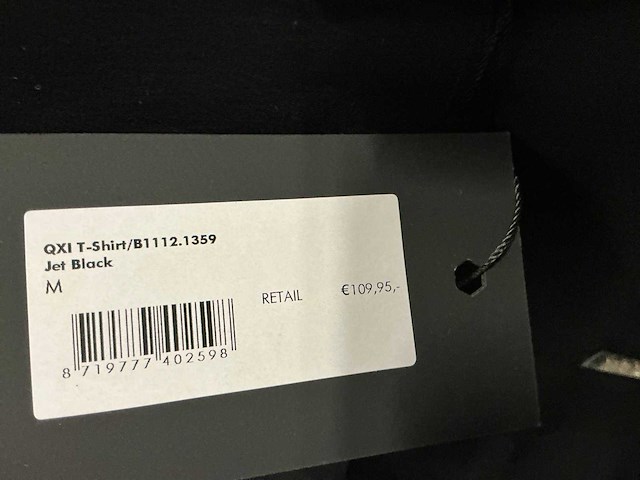 QXI T-Shirt/B1112.1359
Jet Black
M
RETAIL €109,95,-
8 719777 402598